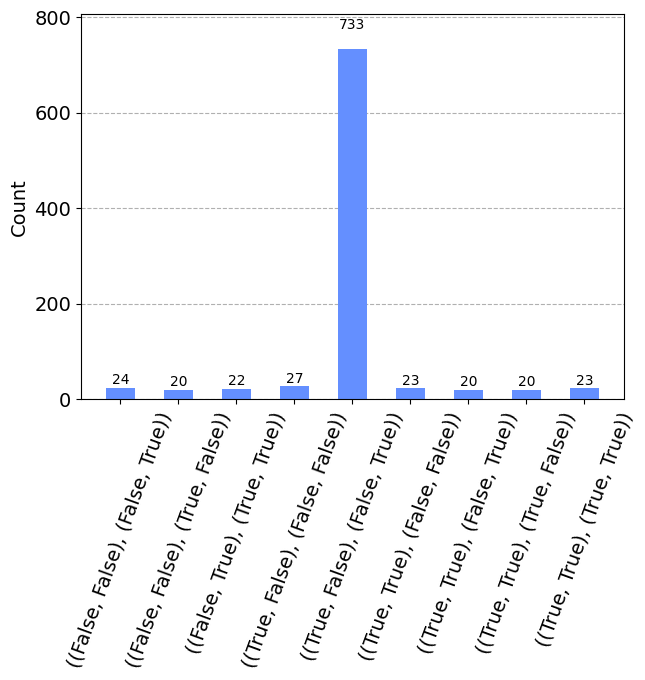 800
733
600
Count
400
200
24
20
22
27
23
20
20
23
0
((False, False), (False, True))
((False, False), (True, False))
((False, True), (True, True))
((True, False), (False, False))
((True, False), (False, True))
((True, True), (False, False))
((True, True), (False, True))
((True, True), (True, False))
((True, True), (True, True))